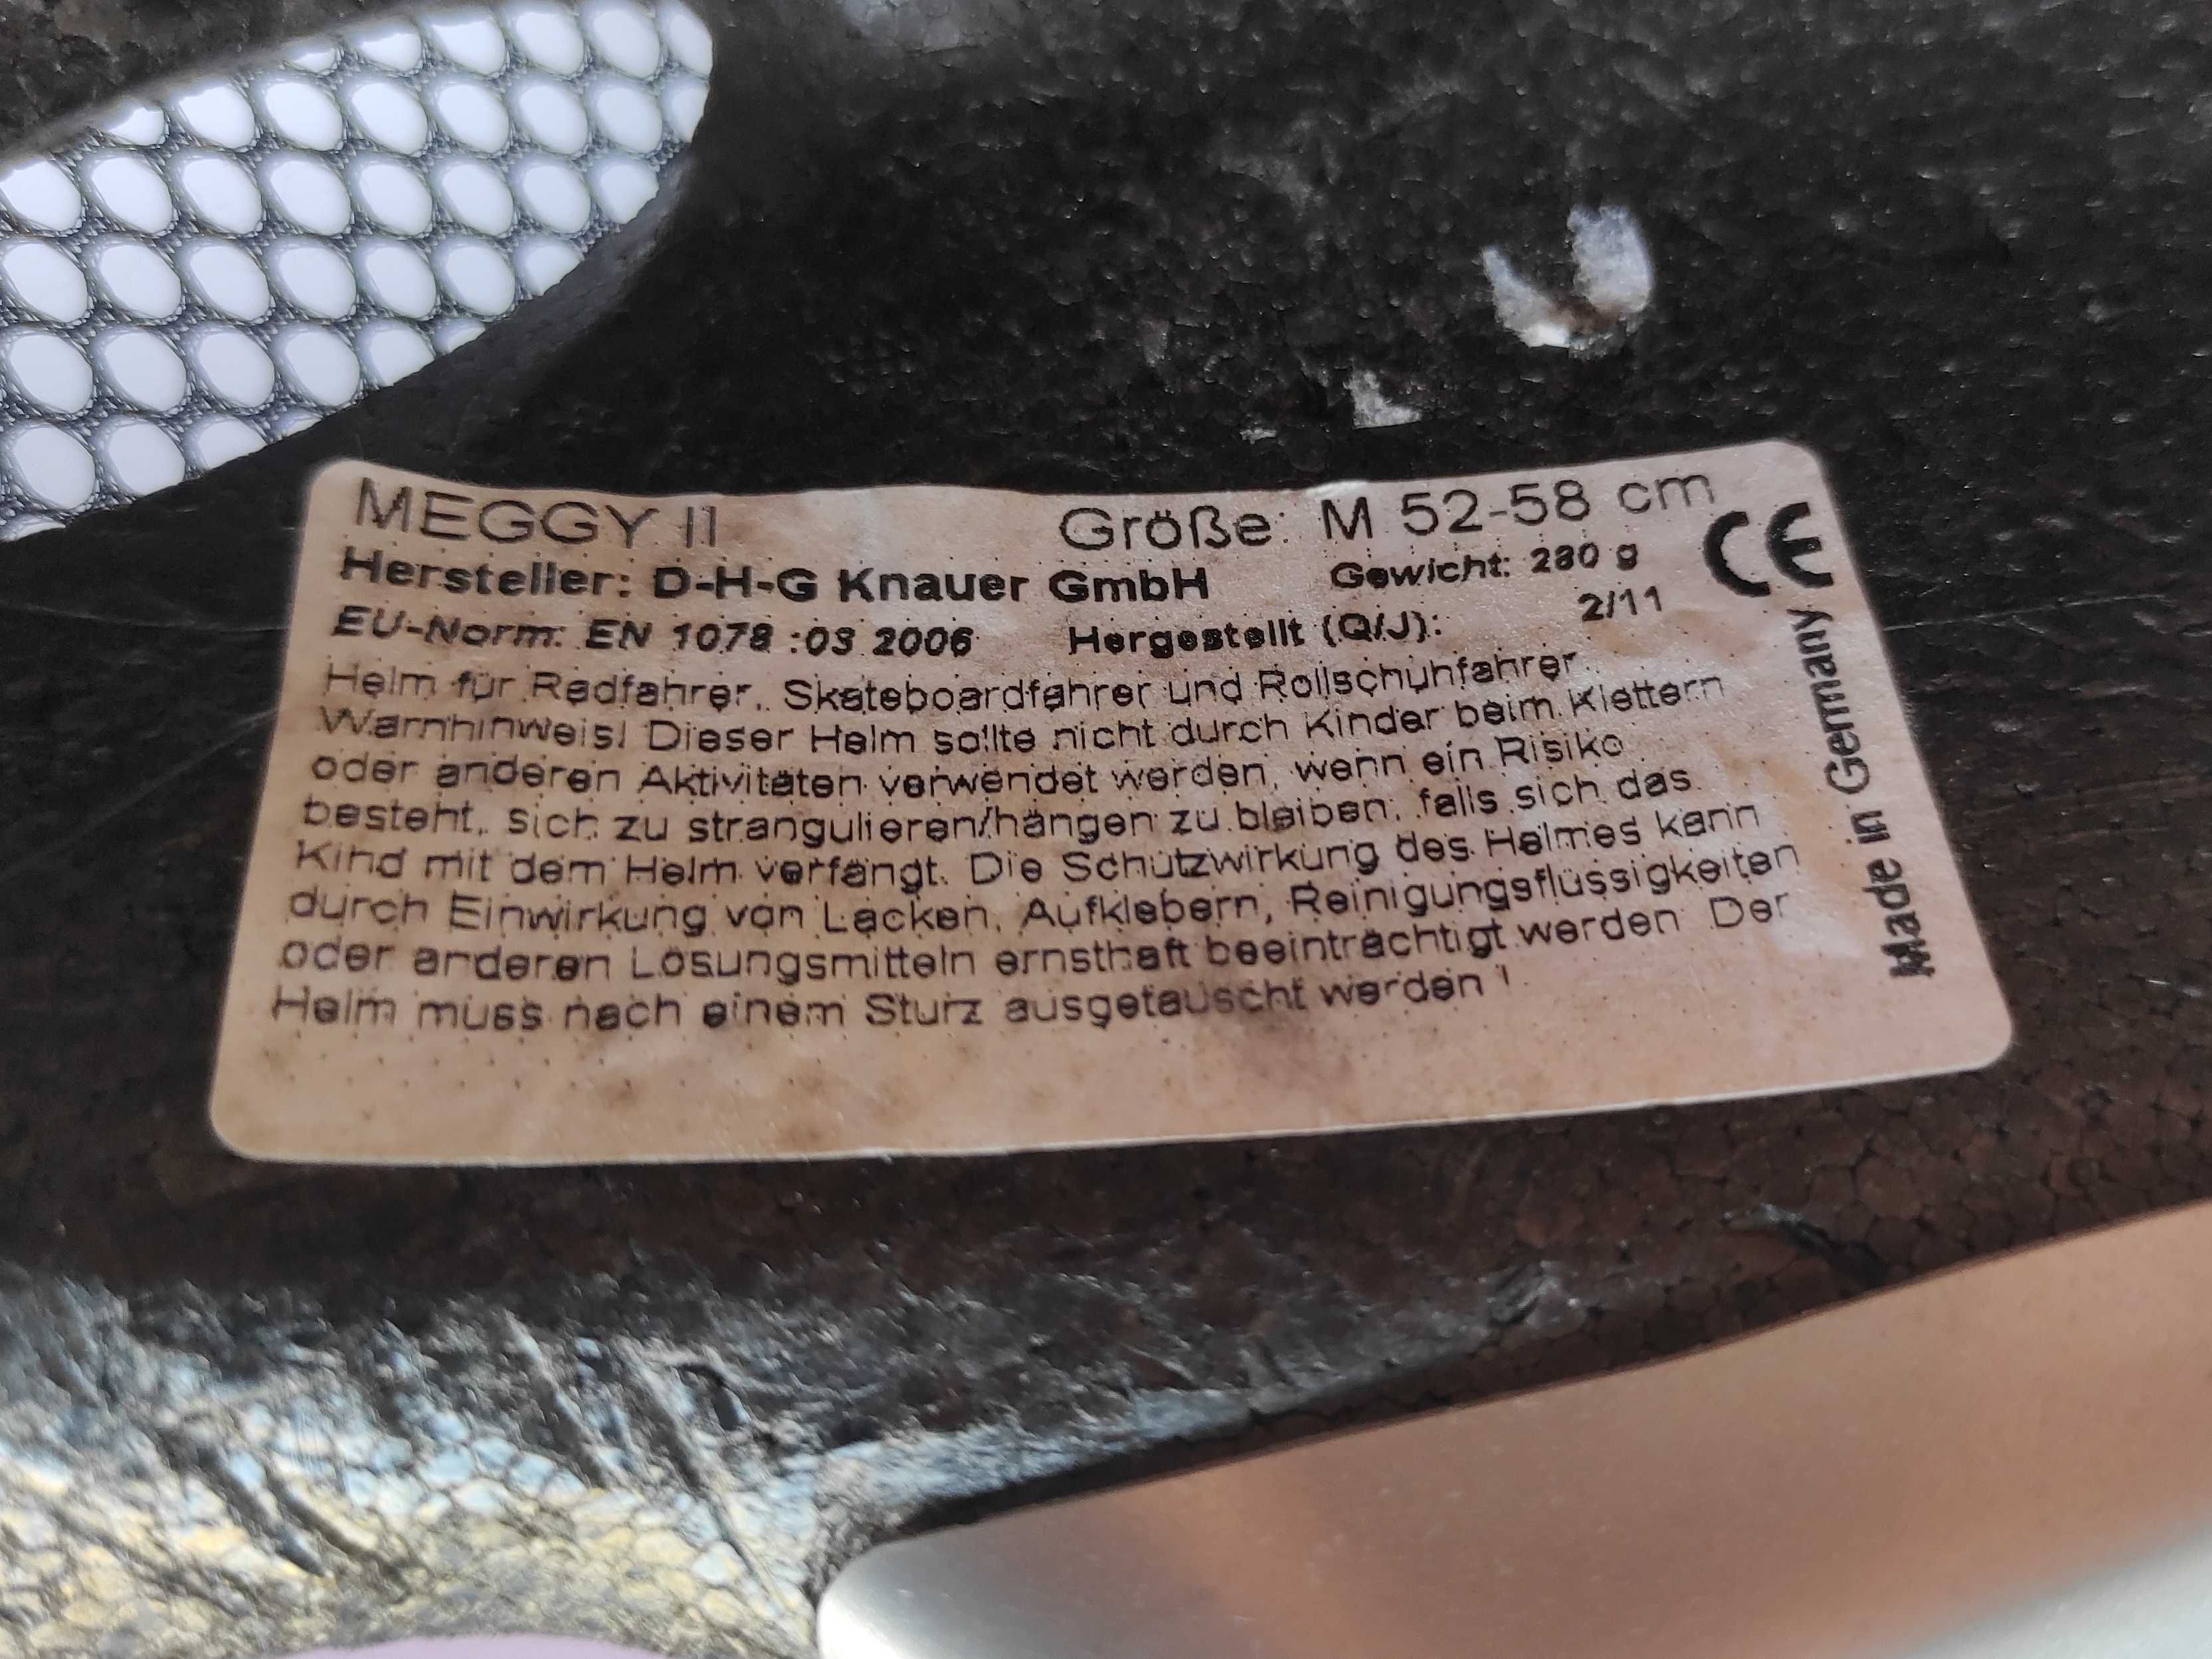 MEGGY II Größe: M 52-58 cm
Hersteller: D-H-G Knauer GmbH Gewicht: 280 g CE
EU-Norm: EN 1078 :03 2006 Hergestellt (Q/J): 2/11
Helm für Radfahrer, Skateboardfahrer und Rollschuhfahrer.
Warnhinweis! Dieser Helm sollte nicht durch Kinder beim Klettern
oder anderen Aktivitäten verwendet werden, wenn ein Risiko
besteht, sich zu strangulieren/hängen zu bleiben, falls sich das
Kind mit dem Helm verfängt. Die Schutzwirkung des Helmes kann
durch Einwirkung von Lacken, Aufklebern, Reinigungsflüssigkeiten
oder anderen Lösungsmitteln ernsthaft beeinträchtigt werden. Der
Helm muss nach einem Sturz ausgetauscht werden !
Made in Germany